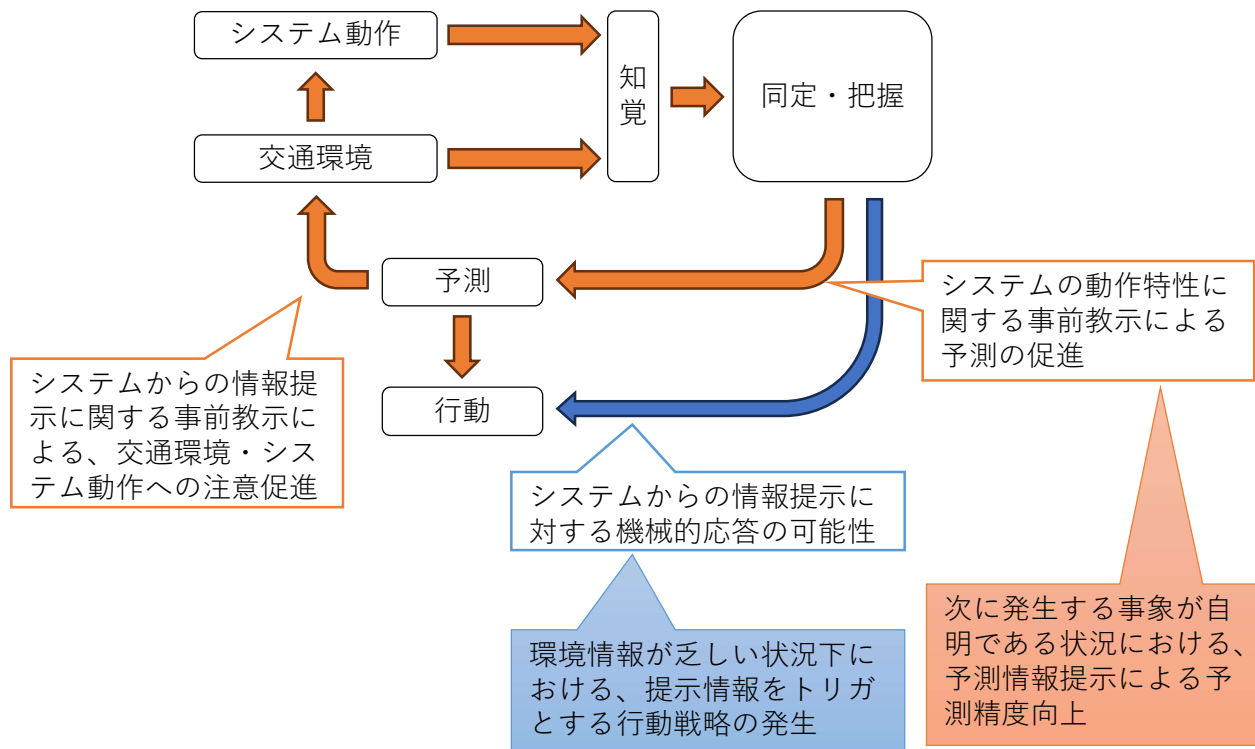 システム動作
知
覚
同定・把握
交通環境
予測
システムの動作特性に
関する事前教示による
予測の促進
システムからの情報提
示に関する事前教示に
よる、交通環境・シス
テム動作への注意促進
行動
システムからの情報提示に
対する機械的応答の可能性
次に発生する事象が自
明である状況における、
予測情報提示による予
測精度向上
環境情報が乏しい状況下に
おける、提示情報をトリガ
とする行動戦略の発生